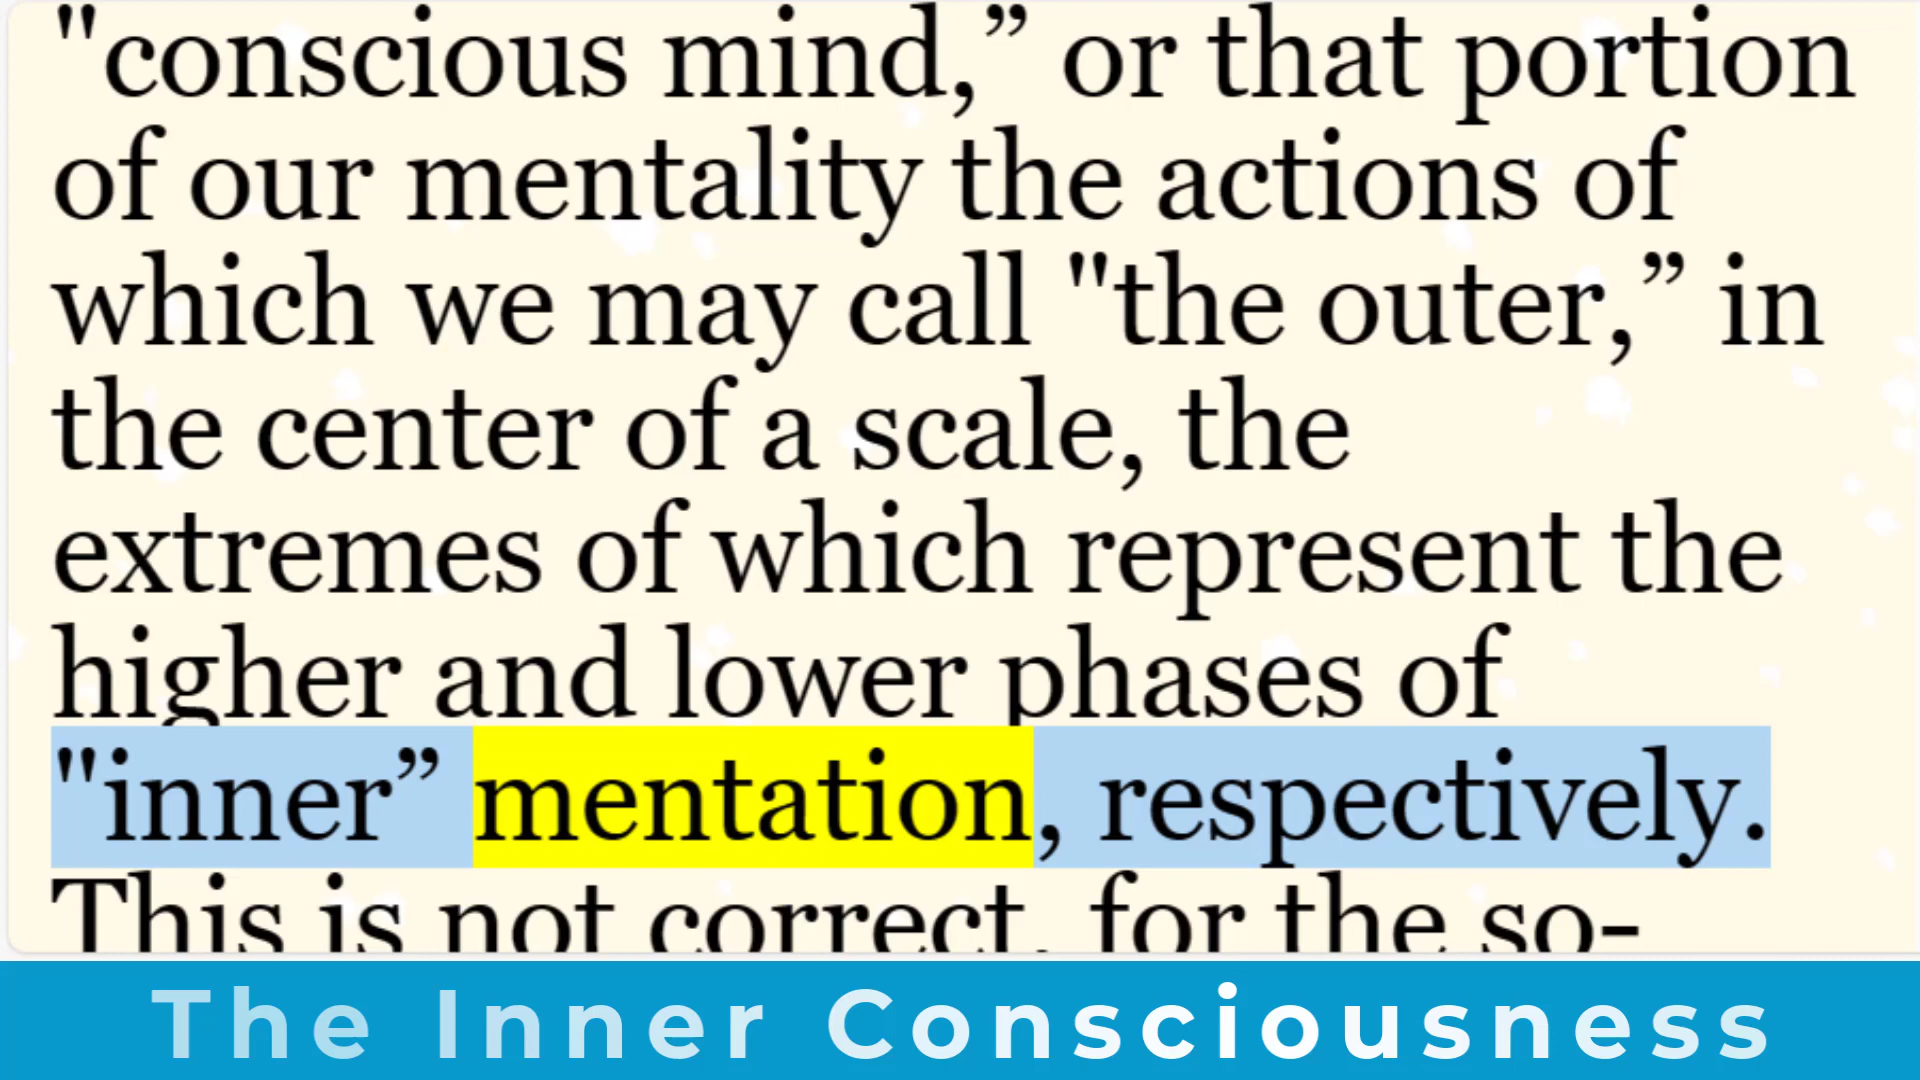 "conscious mind,” or that portion
of our mentality the actions of
which we may call "the outer,” in
the center of a scale, the
extremes of which represent the
higher and lower phases of
"inner” mentation, respectively.
This is not correct, for the so-
The Inner Consciousness